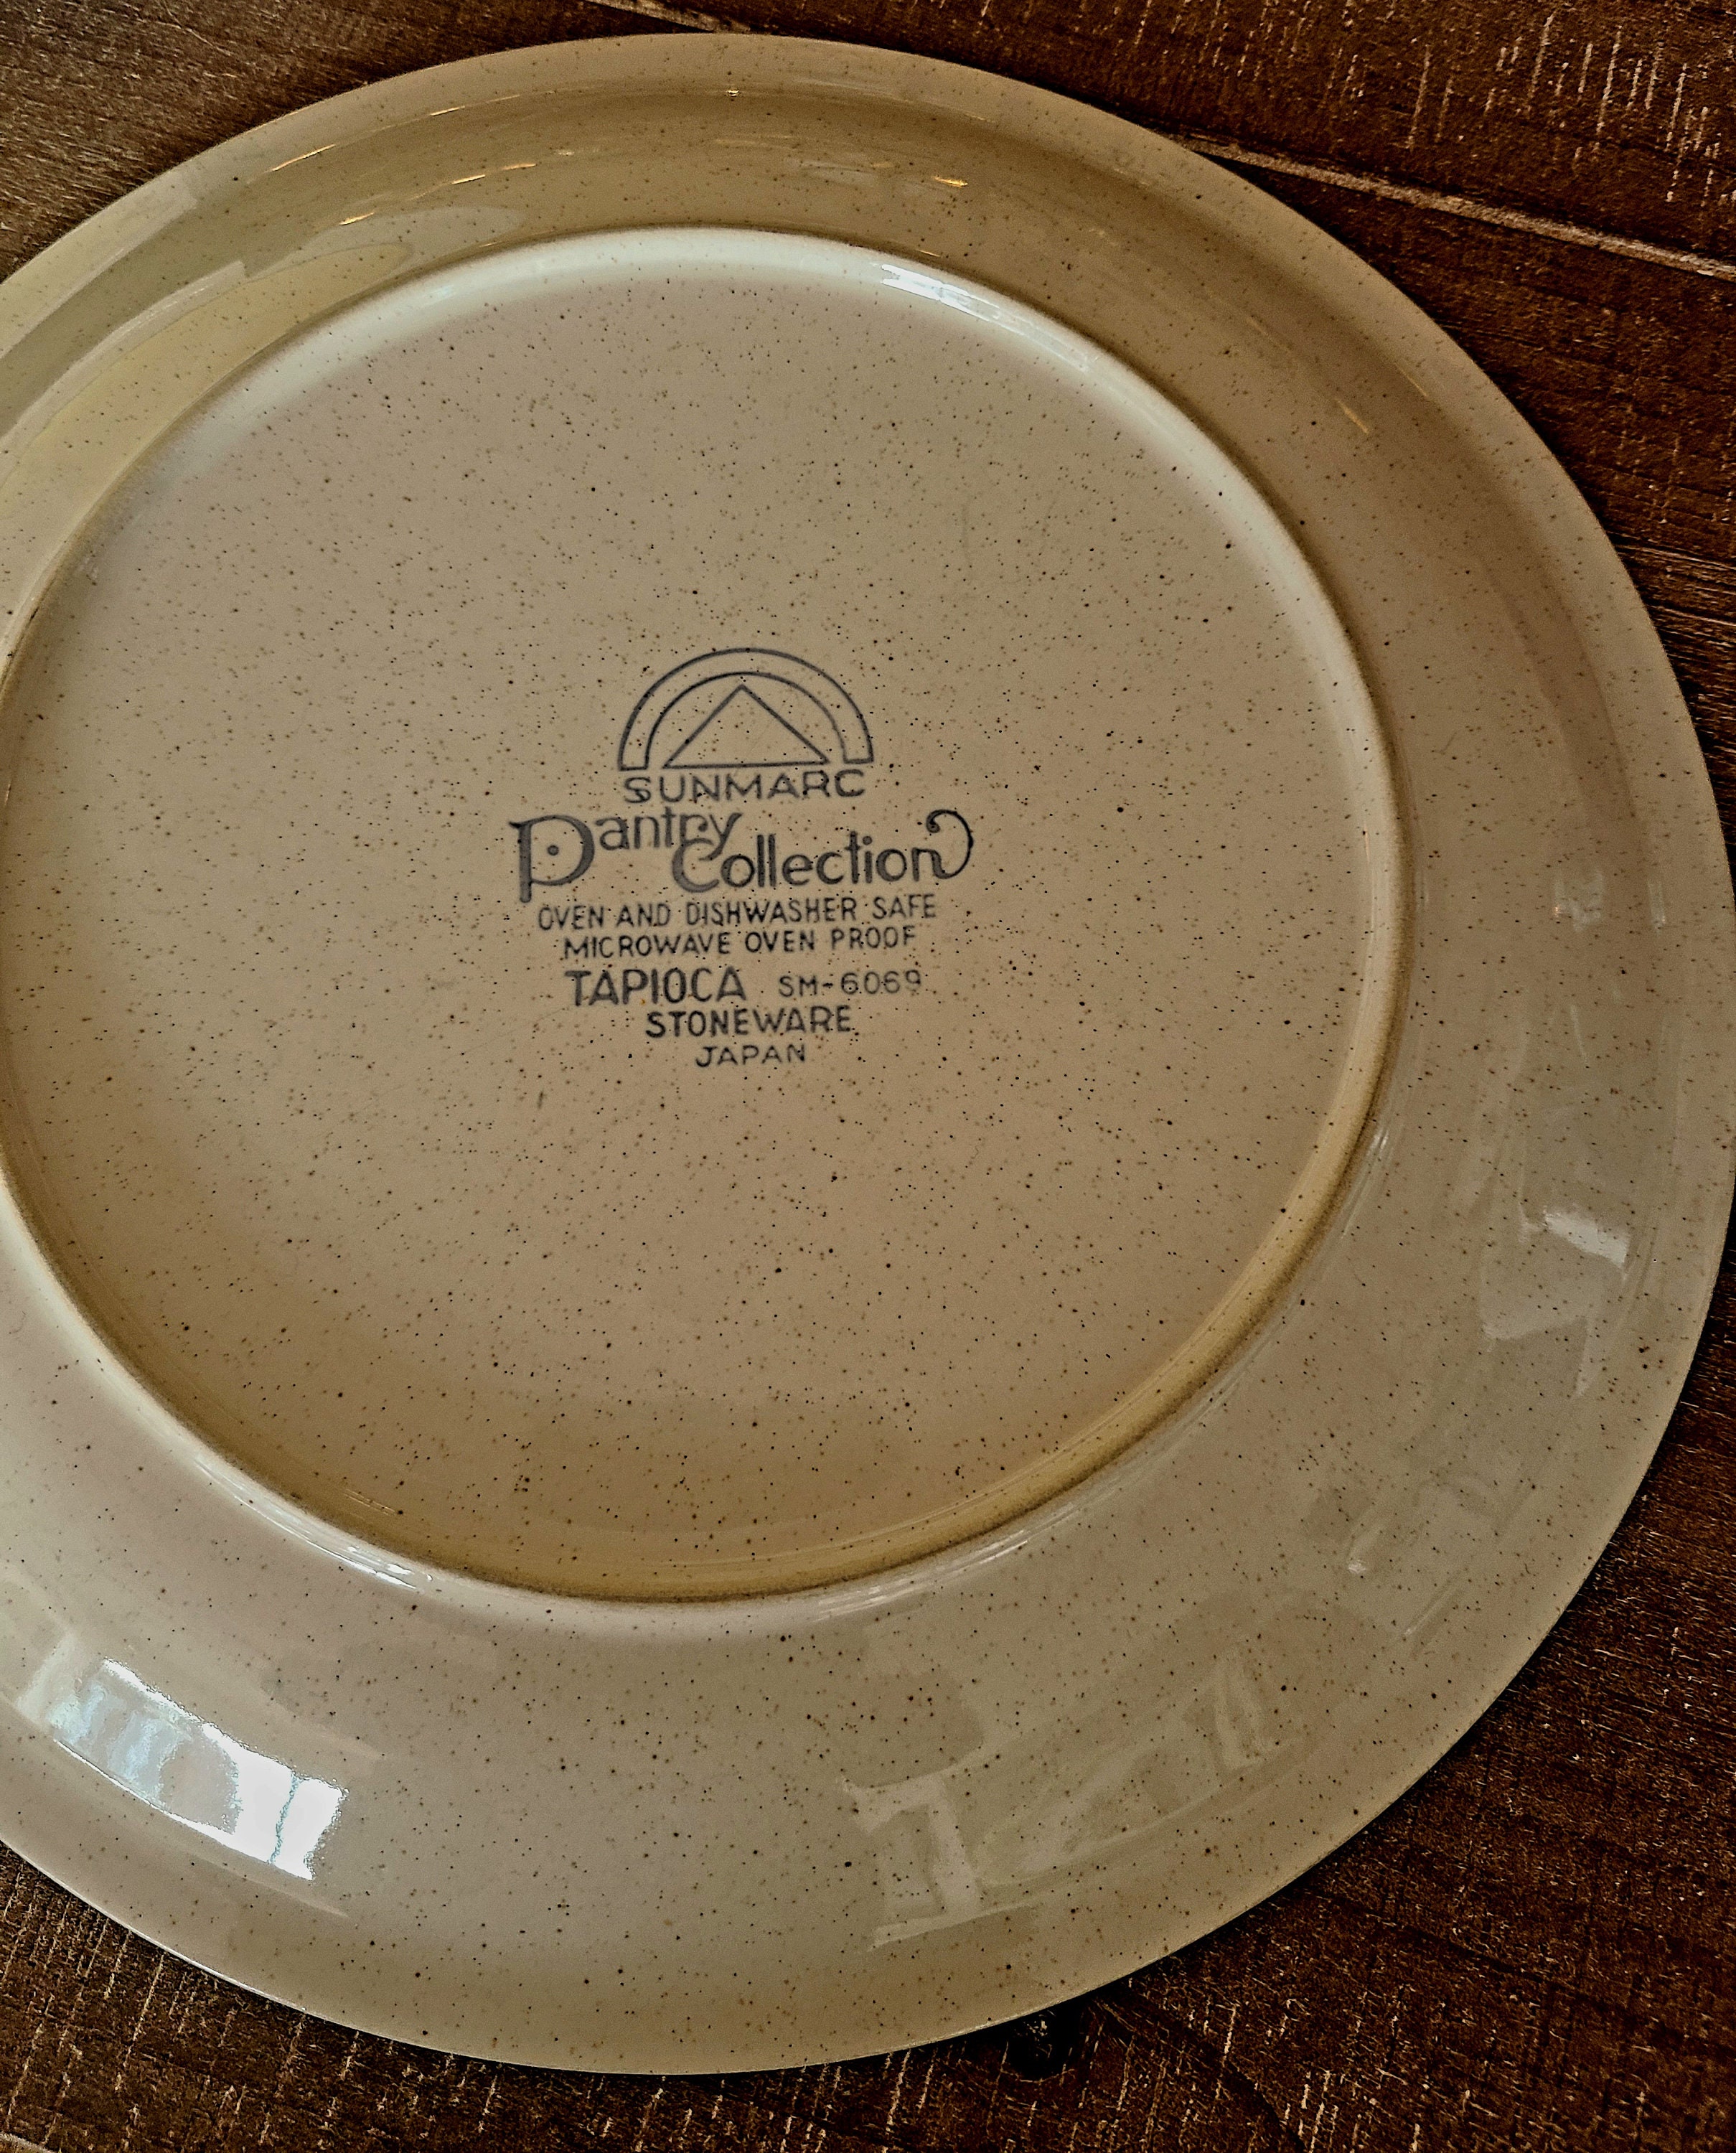 SUNMARC
Pantry
Collection
OVEN AND DISHWASHER SAFE
MICROWAVE OVEN PROOF
TAPIOCA SM-6069
STONEWARE
JAPAN